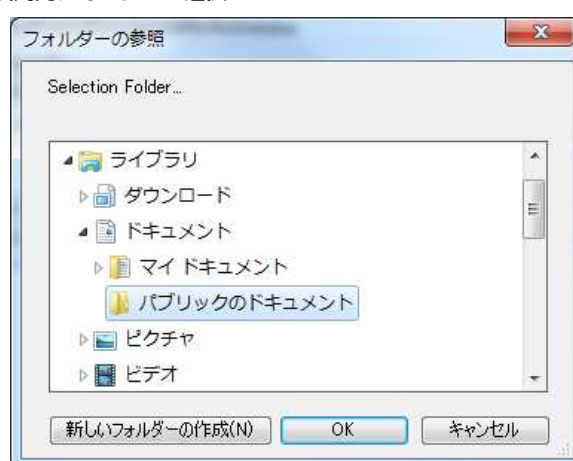 フォルダーの参照
Selection Folder...
ライブラリ
ダウンロード
ドキュメント
マイ ドキュメント
パブリックのドキュメント
ピクチャ
ビデオ
新しいフォルダーの作成(N)
OK
キャンセル